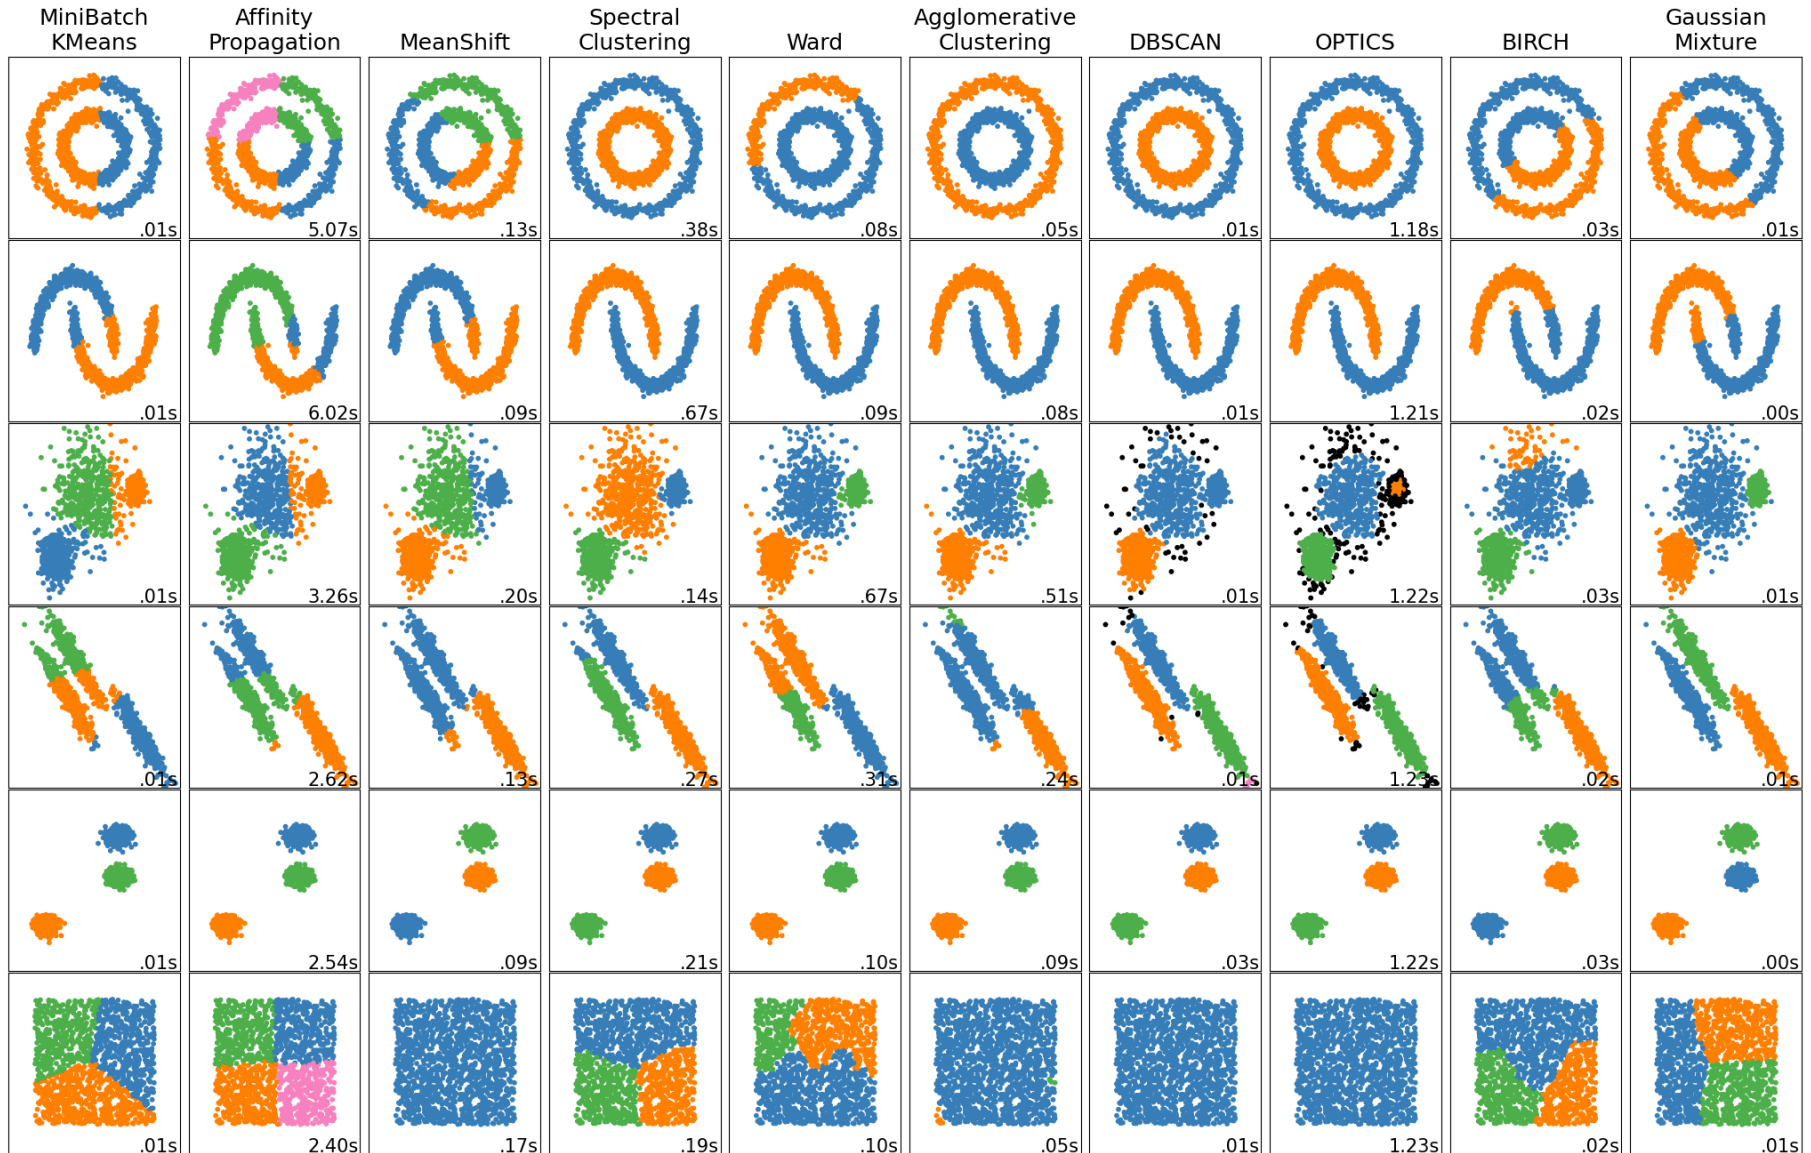 MiniBatch
KMeans
Affinity
Propagation
MeanShift
Spectral
Clustering
Ward
Agglomerative
Clustering
DBSCAN
OPTICS
BIRCH
Gaussian
Mixture
.01s
5.07s
.13s
.38s
.08s
.05s
.01s
1.18s
.03s
.01s
.01s
6.02s
.09s
.67s
.09s
.08s
.01s
1.21s
.02s
.00s
.01s
3.26s
.20s
.14s
.67s
.51s
.01s
1.22s
.03s
.01s
.01s
2.62s
.13s
.27s
.31s
.24s
.01s
1.23s
.02s
.01s
.01s
2.54s
.09s
.21s
.10s
.09s
.03s
1.22s
.03s
.00s
.01s
2.40s
.17s
.19s
.10s
.05s
.01s
1.23s
.02s
.01s